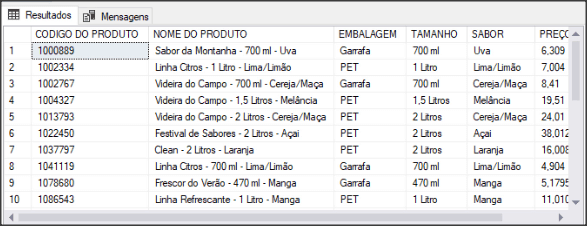 Resultados Mensagens
CODIGO DO PRODUTO NOME DO PRODUTO EMBALAGEM TAMANHO SABOR PREÇO
1 1000889 Sabor da Montanha - 700 ml - Uva Garrafa 700 ml Uva 6,309
2 1002334 Linha Citros - 1 Litro - Lima/Limão PET 1 Litro Lima/Limão 7,004
3 1002767 Videira do Campo - 700 ml - Cereja/Maça Garrafa 700 ml Cereja/Maça 8,41
4 1004327 Videira do Campo - 1,5 Litros - Melância PET 1,5 Litros Melância 19,51
5 1013793 Videira do Campo - 2 Litros - Cereja/Maça PET 2 Litros Cereja/Maça 24,01
6 1022450 Festival de Sabores - 2 Litros - Açai PET 2 Litros Açai 38,012
7 1037797 Clean - 2 Litros - Laranja PET 2 Litros Laranja 16,008
8 1041119 Linha Citros - 700 ml - Lima/Limão Garrafa 700 ml Lima/Limão 4,904
9 1078680 Frescor do Verão - 470 ml - Manga Garrafa 470 ml Manga 5,1795
10 1086543 Linha Refrescante - 1 Litro - Manga PET 1 Litro Manga 11,010